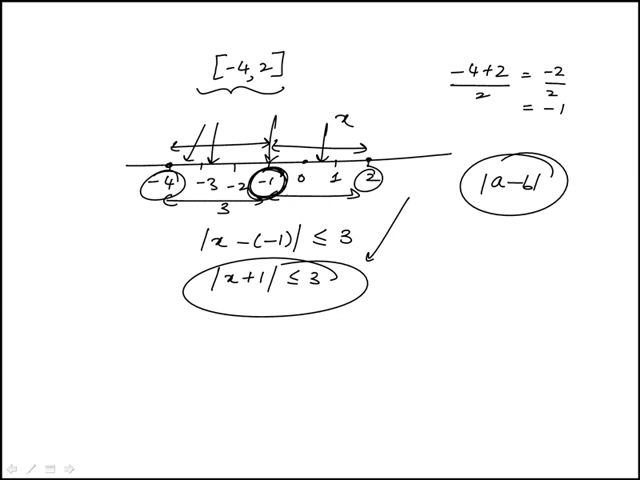 [-4, 2]
-4+2/2 = -2/2
= -1
x
-4 -3 -2 -1 0 1 2
3
|a-b|
|x-(-1)| ≤ 3
|x+1| ≤ 3